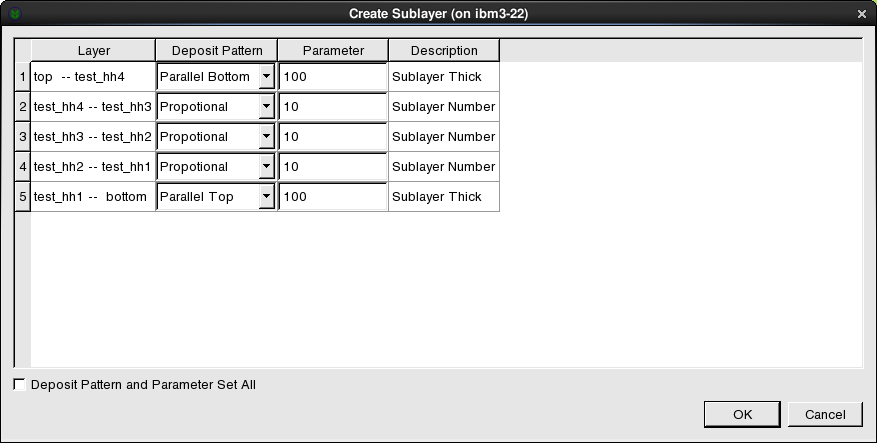 Create Sublayer (on ibm3-22)
Layer Deposit Pattern Parameter Description
1 top -- test_hh4 Parallel Bottom 100 Sublayer Thick
2 test_hh4 -- test_hh3 Propotional 10 Sublayer Number
3 test_hh3 -- test_hh2 Propotional 10 Sublayer Number
4 test_hh2 -- test_hh1 Propotional 10 Sublayer Number
5 test_hh1 -- bottom Parallel Top 100 Sublayer Thick
Deposit Pattern and Parameter Set All
OK Cancel